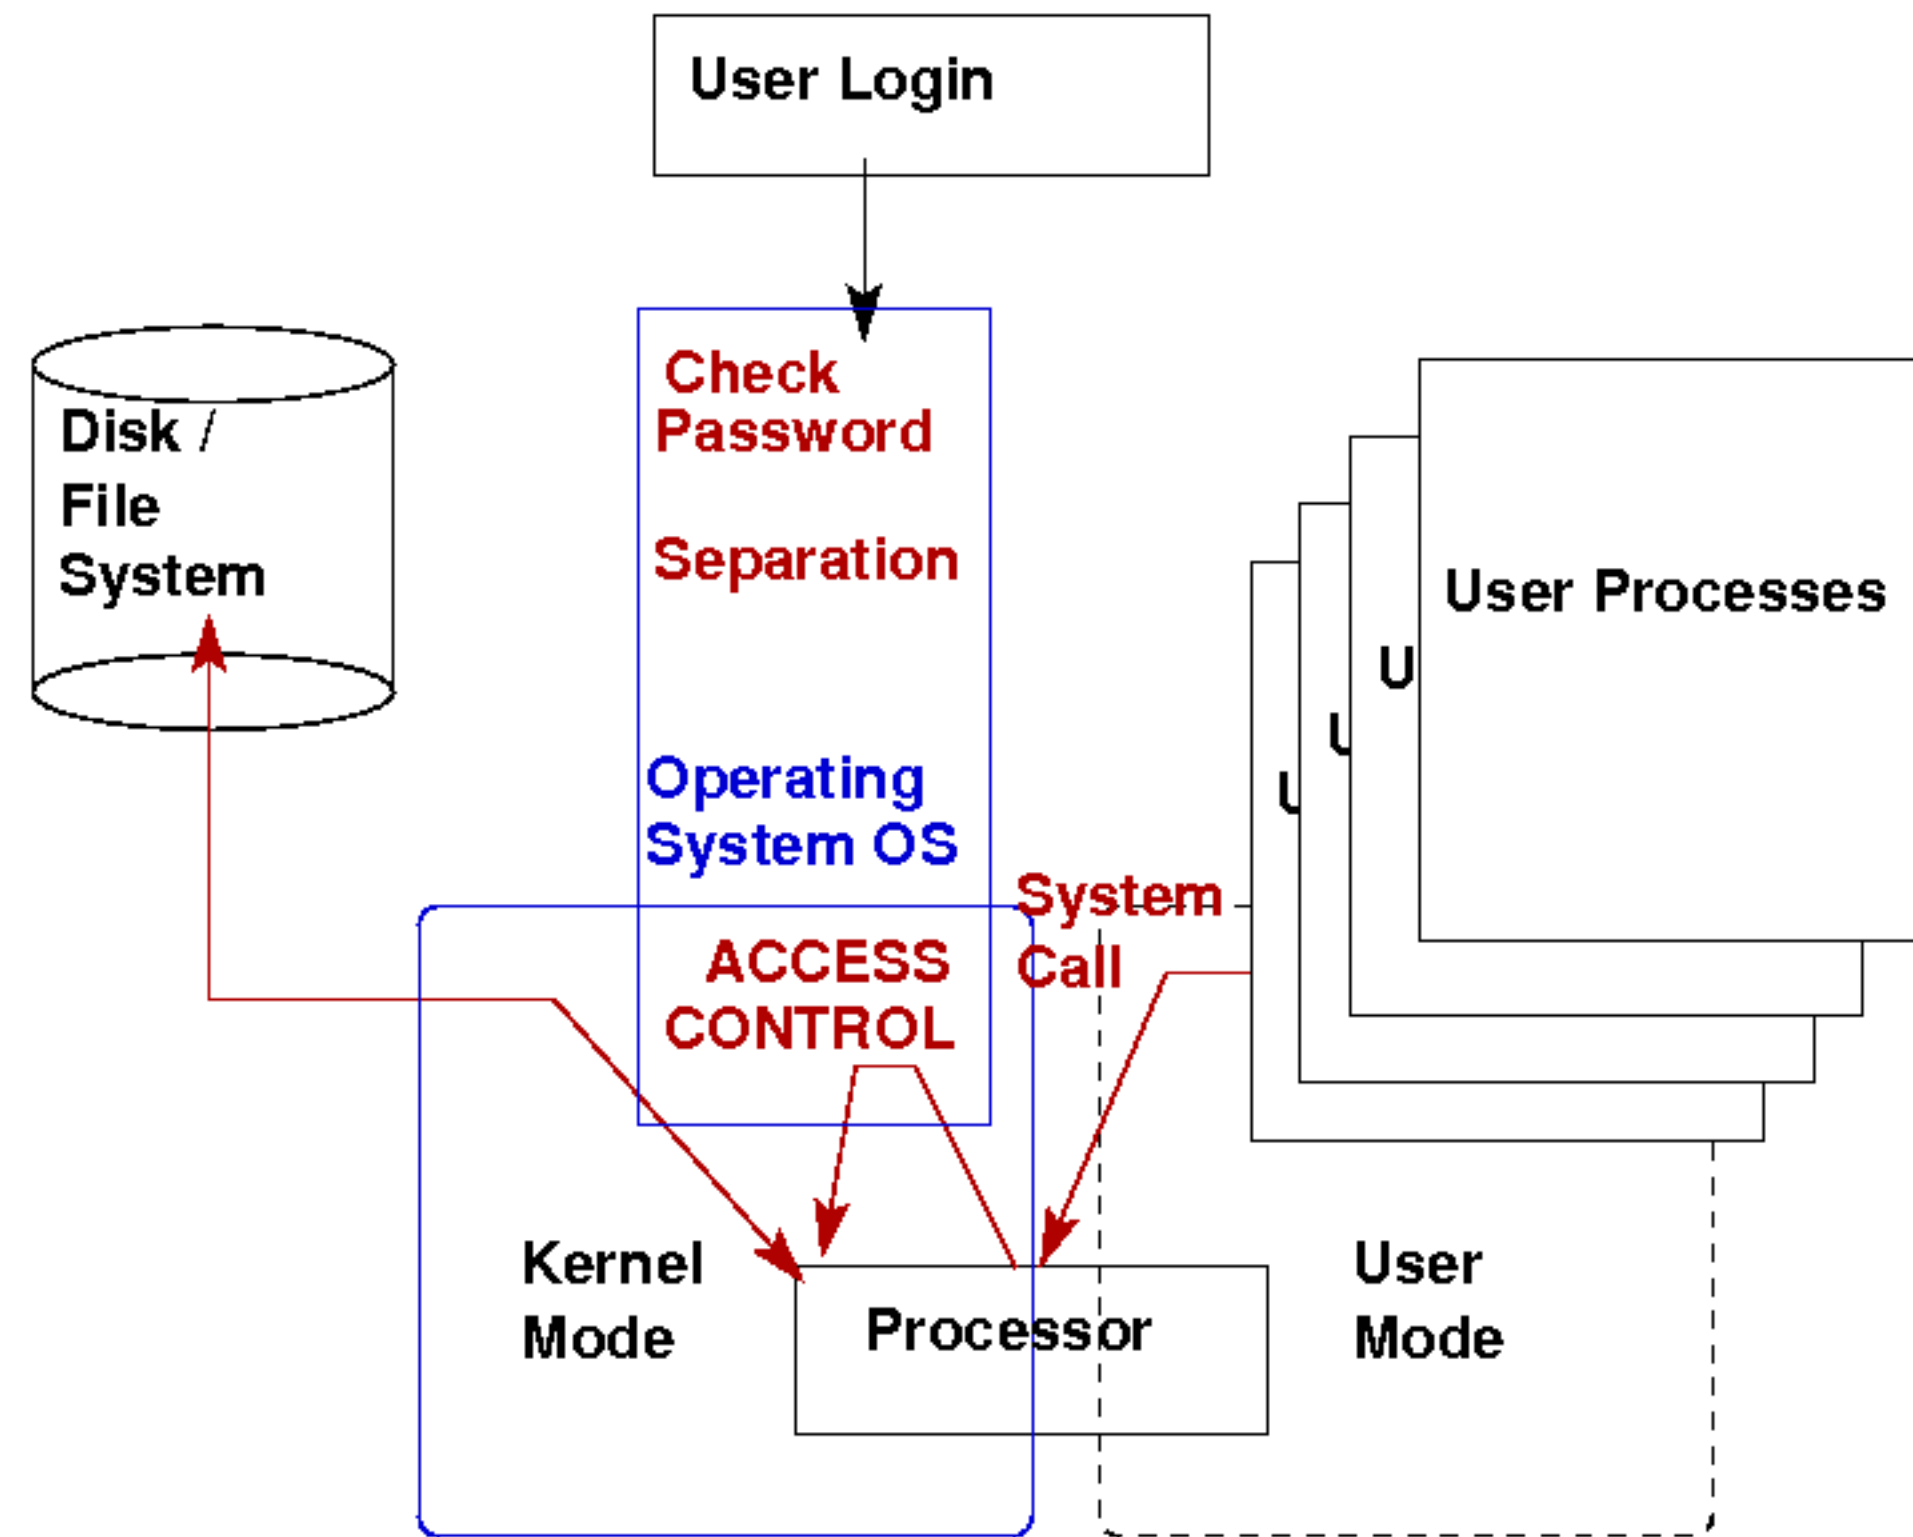 User Login
Check
Password
Separation
Operating
System OS
ACCESS
CONTROL
Disk /
File
System
User Processes
U
U
U
System
Call
Kernel
Mode
Processor
User
Mode